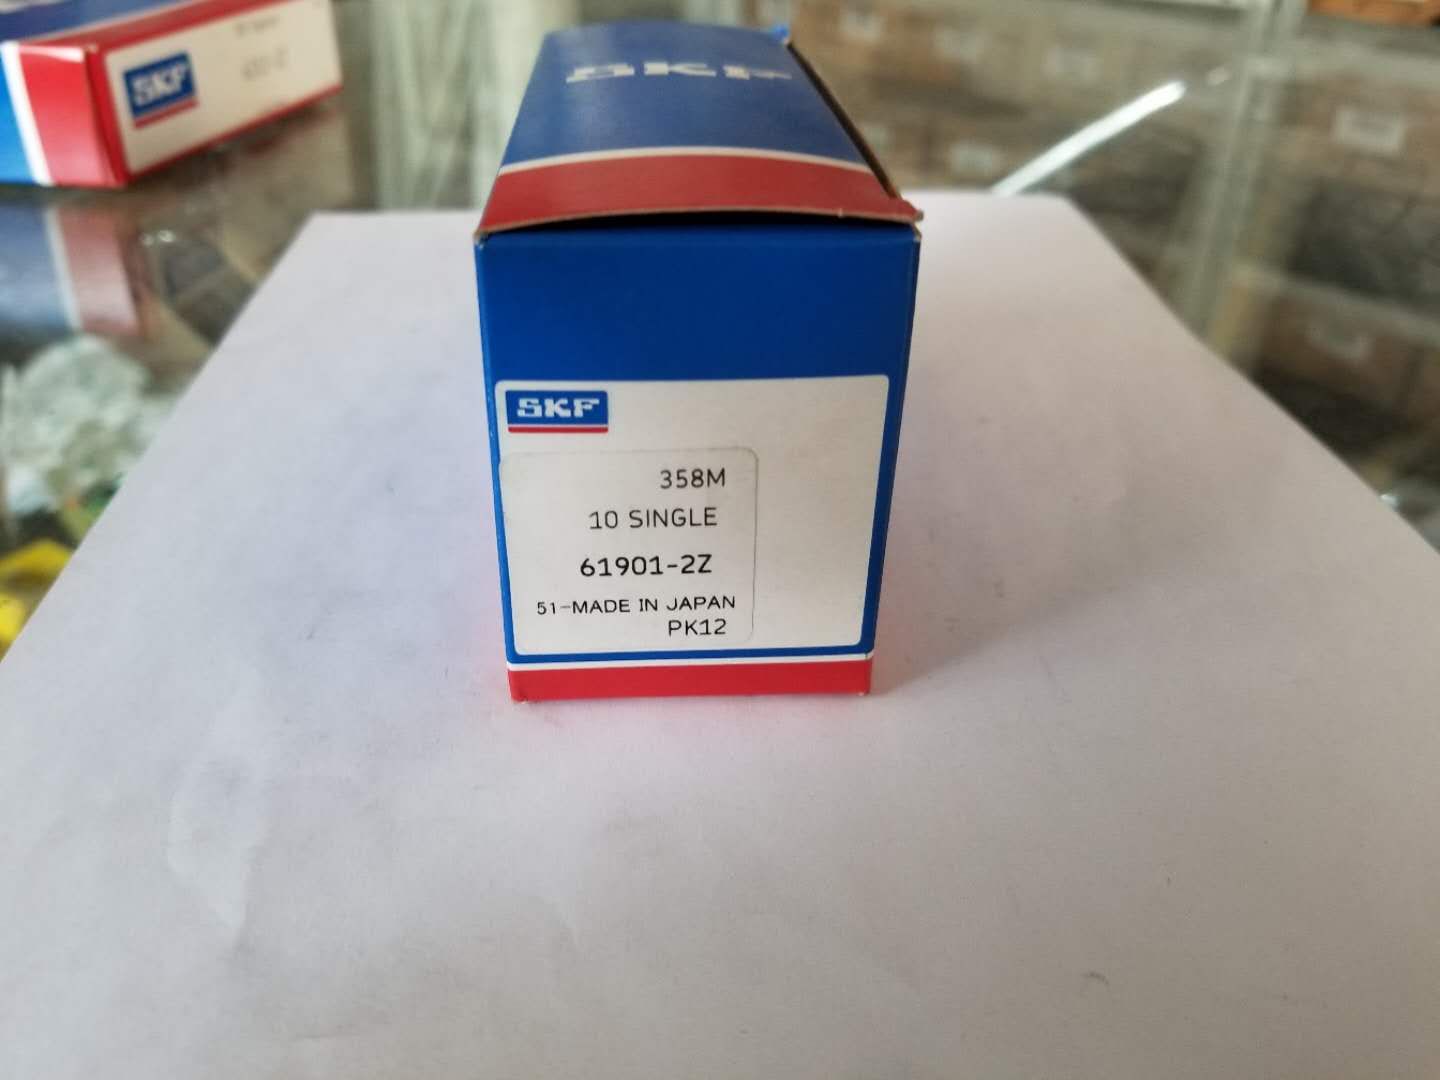 SKF
SKF
SKF
358M
10 SINGLE
61901-2Z
51-MADE IN JAPAN
PK12